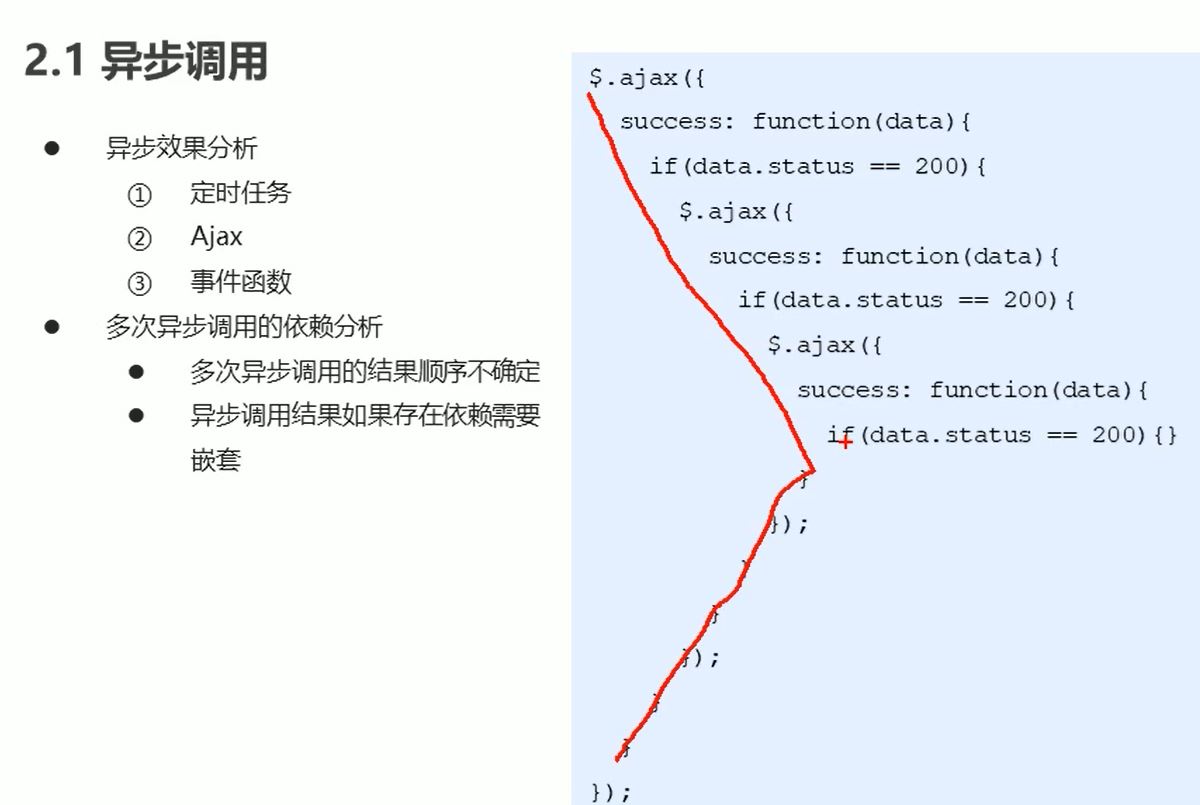 2.1 异步调用
● 异步效果分析
① 定时任务
② Ajax
③ 事件函数
● 多次异步调用的依赖分析
● 多次异步调用的结果顺序不确定
● 异步调用结果如果存在依赖需要
嵌套
$.ajax({
success: function(data){
if(data.status == 200){
$.ajax({
success: function(data){
if(data.status == 200){
$.ajax({
success: function(data){
if(data.status == 200){}
}
});
}
}
});
}
}
});